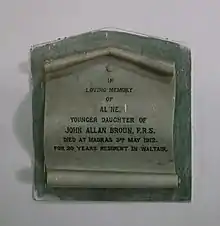 IN
LOVING MEMORY
OF
YOUNGER DAUGHTER OF
JOHN ALLAN BROUN, F.R.S.
DIED AT MADRAS 3RD MAY 1912.
FOR 20 YEARS RESIDENT IN WALTAIR.